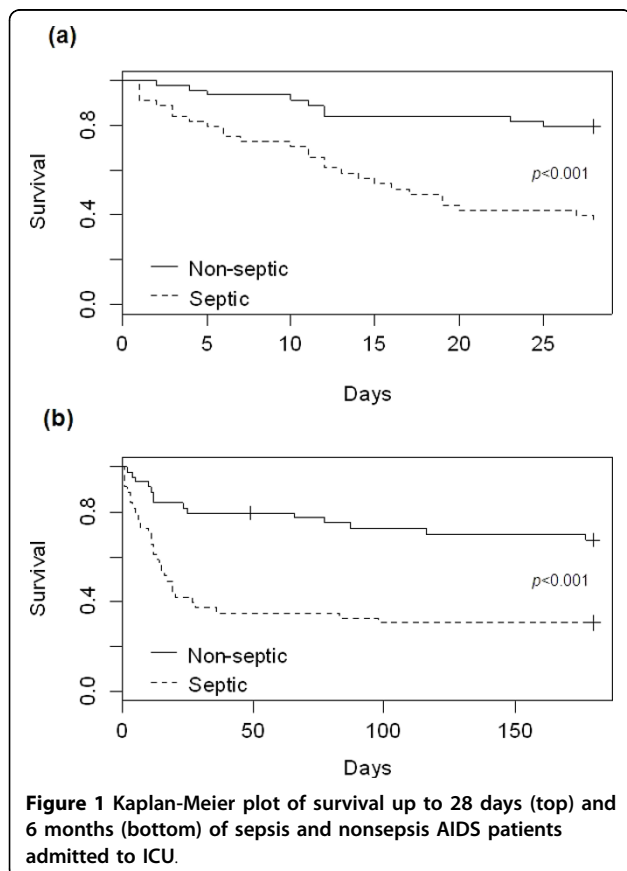 (a)
Survival
0.8
0.4
0.0
p<0.001
Non-septic
Septic
0 5 10 15 20 25
Days
(b)
Survival
0.8
0.4
0.0
p<0.001
Non-septic
Septic
0 50 100 150
Days
Figure 1 Kaplan-Meier plot of survival up to 28 days (top) and
6 months (bottom) of sepsis and nonsepsis AIDS patients
admitted to ICU.